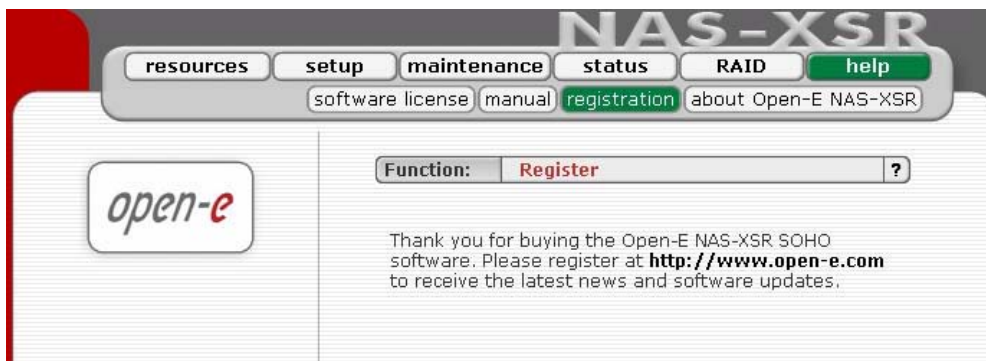 NAS-XSR
resources setup maintenance status RAID help
software license manual registration about Open-E NAS-XSR
Function: Register ?
open-e
Thank you for buying the Open-E NAS-XSR SOHO
software. Please register at http://www.open-e.com
to receive the latest news and software updates.